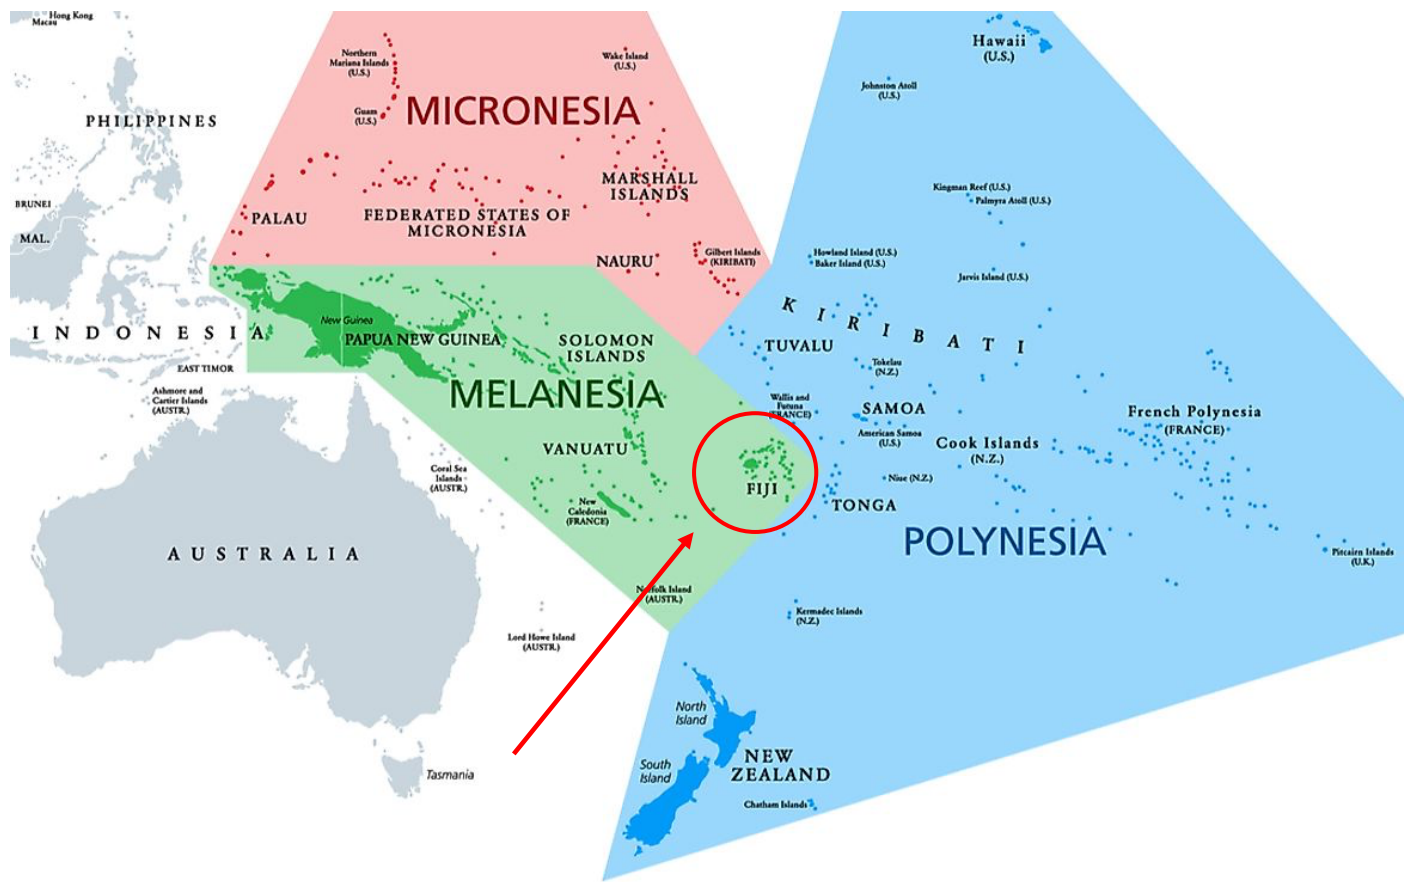 Hong Kong
Macau
PHILIPPINES
BRUNEI
MAL.
INDONESIA
EAST TIMOR
Ashmore and
Cartier Islands
(AUSTR.)
AUSTRALIA
Tasmania
Coral Sea
Islands
(AUSTR.)
Lord Howe Island
(AUSTR.)
Northern
Mariana Islands
(U.S.)
Guam
(U.S.)
MICRONESIA
Wake Island
(U.S.)
MARSHALL
ISLANDS
PALAU
FEDERATED STATES OF
MICRONESIA
NAURU
Gilbert Islands
(KIRIBATI)
New Guinea
PAPUA NEW GUINEA
SOLOMON
ISLANDS
MELANESIA
VANUATU
New
Caledonia
(FRANCE)
FIJI
Norfolk Island
(AUSTR.)
Hawaii
(U.S.)
Johnston Atoll
(U.S.)
Kingman Reef (U.S.)
Palmyra Atoll (U.S.)
Howland Island (U.S.)
Baker Island (U.S.)
Jarvis Island (U.S.)
KIRIBATI
TUVALU
Tokelau
(N.Z.)
Wallis and
Futuna
(FRANCE)
SAMOA
American Samoa
(U.S.)
Cook Islands
(N.Z.)
French Polynesia
(FRANCE)
Niue (N.Z.)
TONGA
POLYNESIA
Pitcairn Islands
(U.K.)
Kermadec Islands
(N.Z.)
North
Island
South
Island
NEW
ZEALAND
Chatham Islands